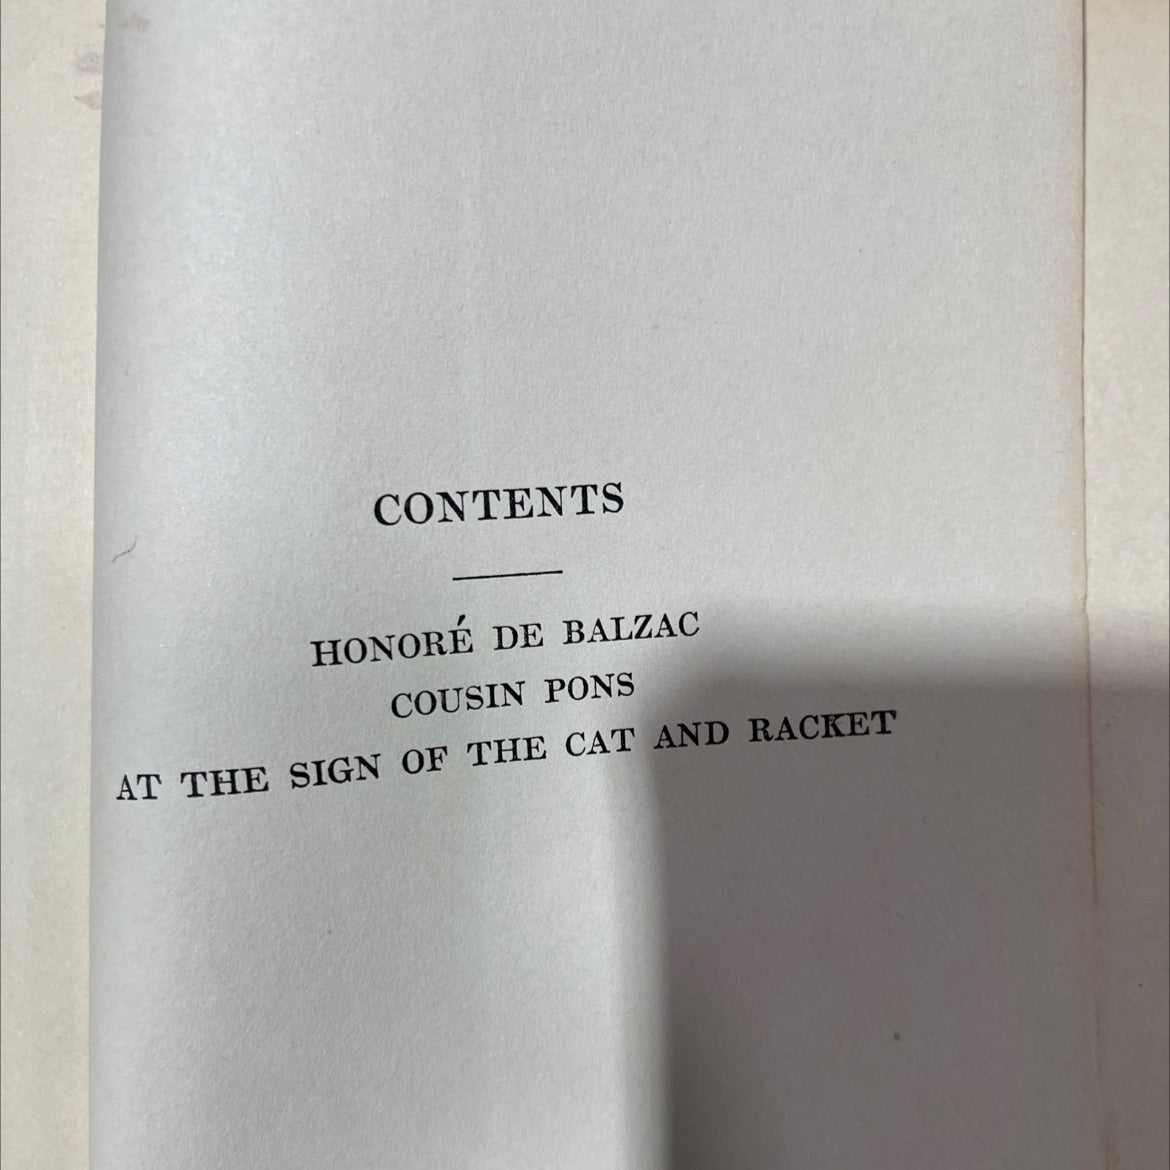 CONTENTS
HONORÉ DE BALZAC
COUSIN PONS
AT THE SIGN OF THE CAT AND RACKET